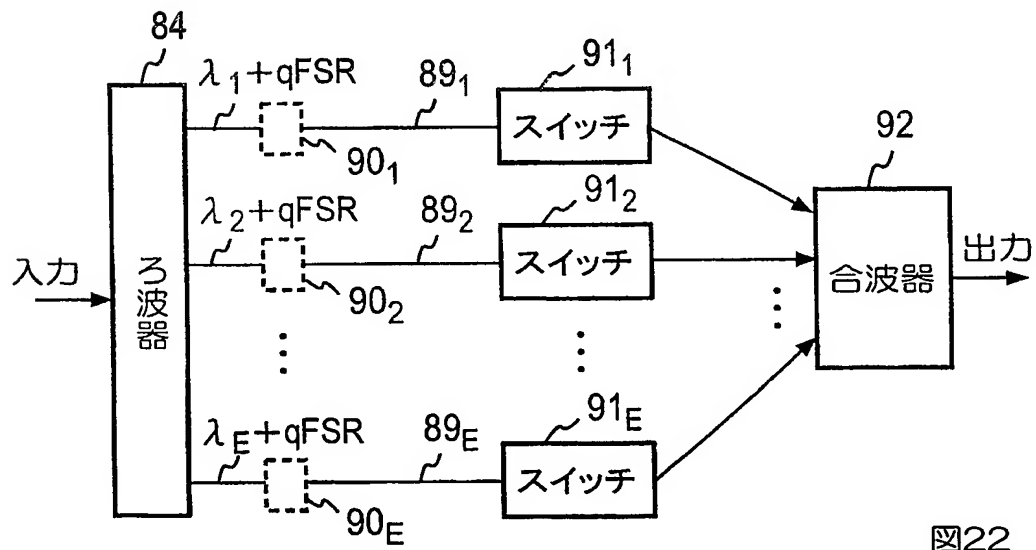 84
λ₁+qFSR
89₁
91₁
スイッチ
90₁
92
λ₂+qFSR
89₂
91₂
スイッチ
入力
ろ波器
90₂
合波器
出力
⋮
⋮
⋮
λ_E+qFSR
89_E
91_E
スイッチ
90_E
図22